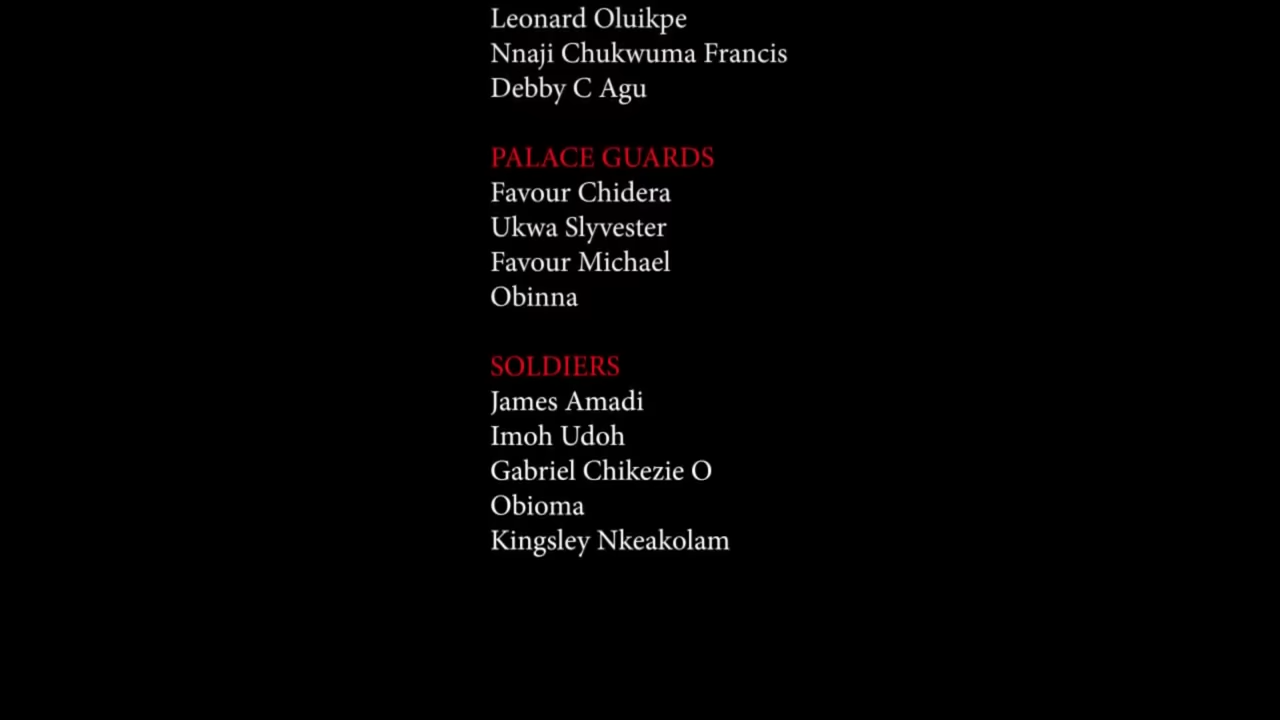 Leonard Oluikpe
Nnaji Chukwuma Francis
Debby C Agu
PALACE GUARDS
Favour Chidera
Ukwa Slyvester
Favour Michael
Obinna
SOLDIERS
James Amadi
Imoh Udoh
Gabriel Chikezie O
Obioma
Kingsley Nkeakolam